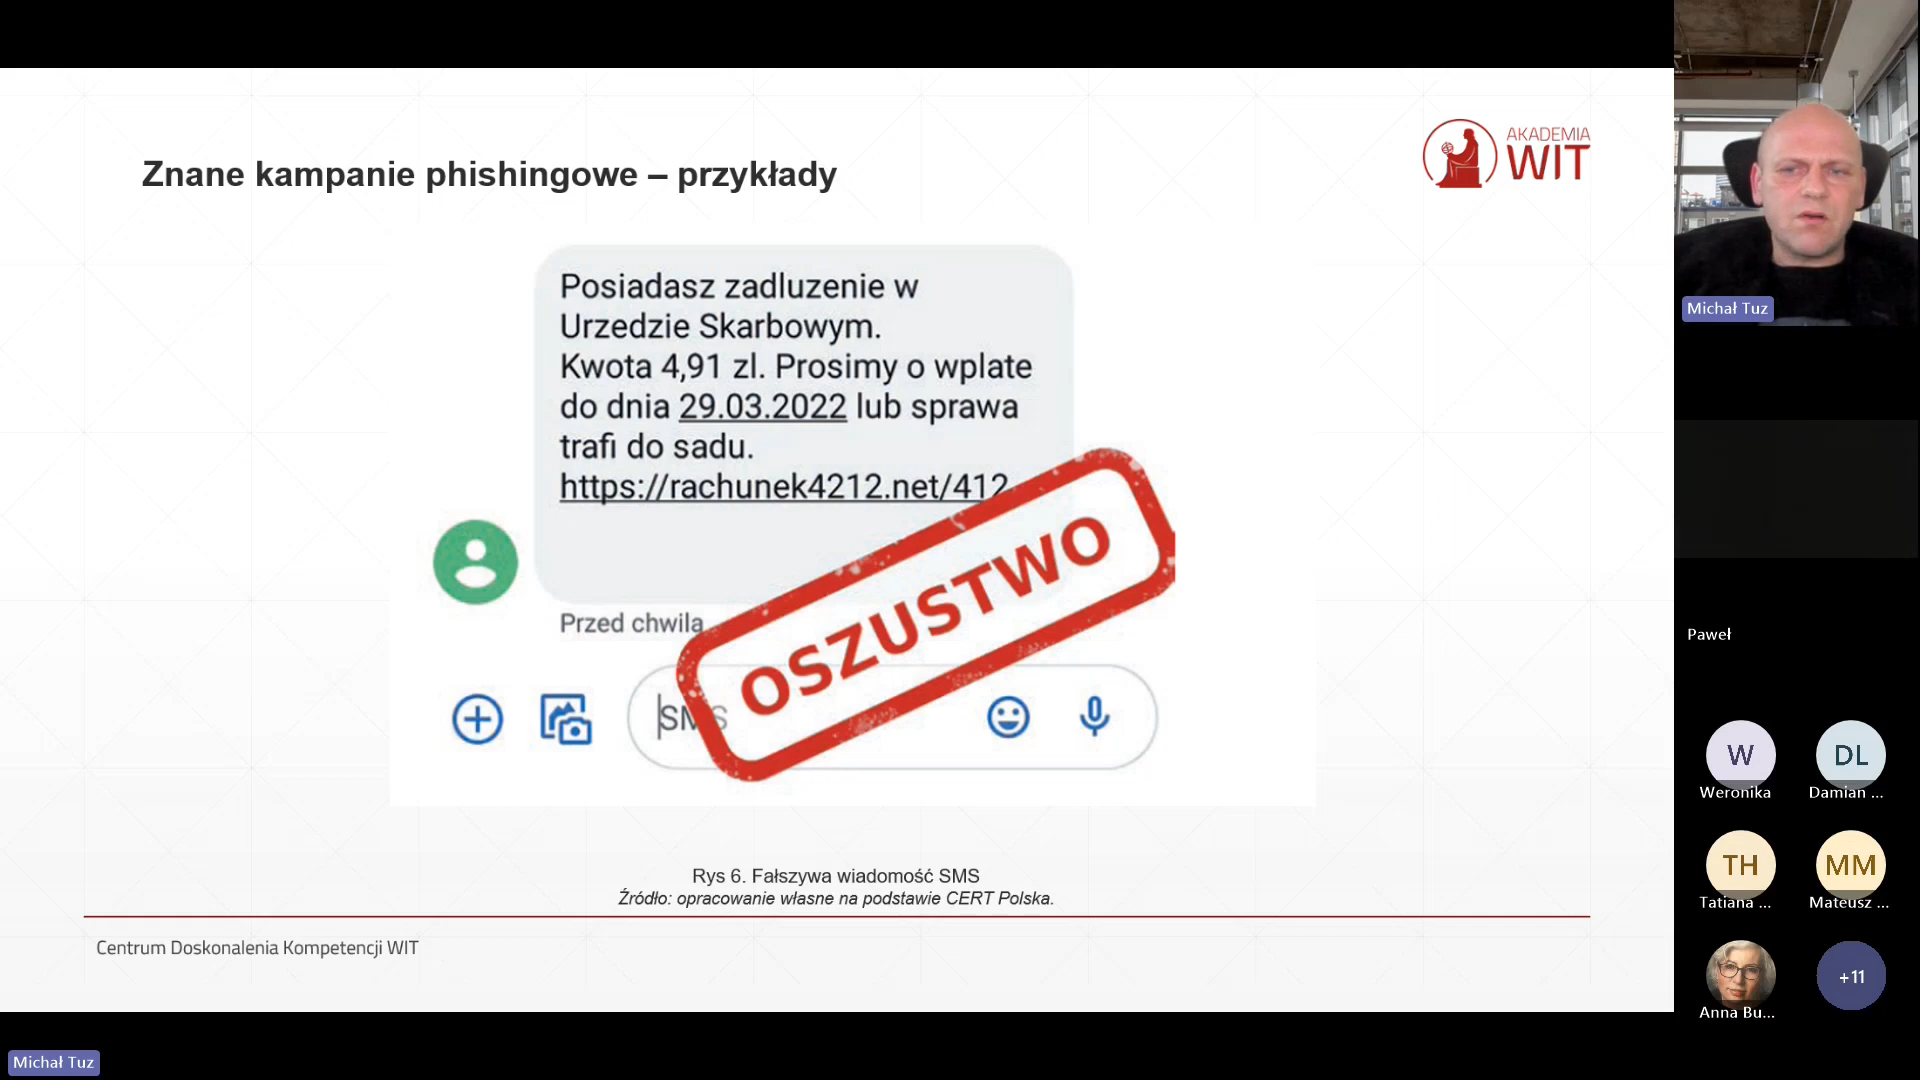 Znane kampanie phishingowe – przykłady
AKADEMIA
WIT
Posiadasz zadluzenie w
Urzedzie Skarbowym.
Kwota 4,91 zl. Prosimy o wplate
do dnia 29.03.2022 lub sprawa
trafi do sadu.
https://rachunek4212.net/412
Przed chwila
SMS
OSZUSTWO
Rys 6. Fałszywa wiadomość SMS
Źródło: opracowanie własne na podstawie CERT Polska.
Centrum Doskonalenia Kompetencji WIT
Michał Tuz
Paweł
W
DL
Weronika
Damian ...
TH
MM
Tatiana ...
Mateusz ...
+11
Anna Bu...
Michał Tuz